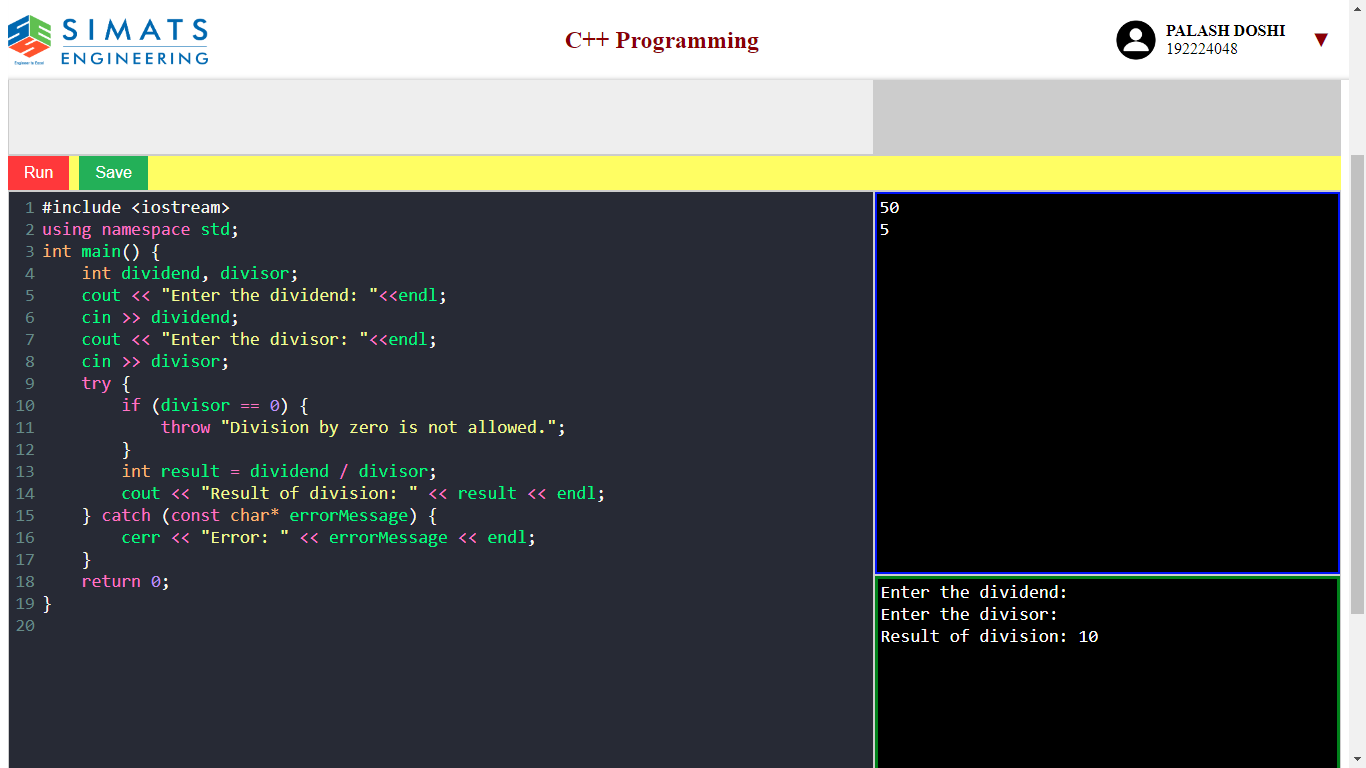 SIMATS
ENGINEERING
Engineer to Excel
C++ Programming
PALASH DOSHI
192224048
▼
Run
Save
1 #include <iostream>
2 using namespace std;
3 int main() {
4     int dividend, divisor;
5     cout << "Enter the dividend: "<<endl;
6     cin >> dividend;
7     cout << "Enter the divisor: "<<endl;
8     cin >> divisor;
9     try {
10         if (divisor == 0) {
11             throw "Division by zero is not allowed.";
12         }
13         int result = dividend / divisor;
14         cout << "Result of division: " << result << endl;
15     } catch (const char* errorMessage) {
16         cerr << "Error: " << errorMessage << endl;
17     }
18     return 0;
19 }
20
50
5
Enter the dividend:
Enter the divisor:
Result of division: 10